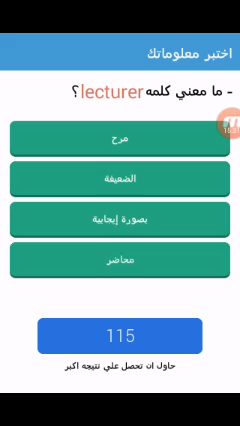 اختبر معلوماتك
- ما معني كلمه lecturer ؟
مرح
الضعيفة
بصورة إيجابية
محاضر
115
حاول ان تحصل علي نتيجه اكبر